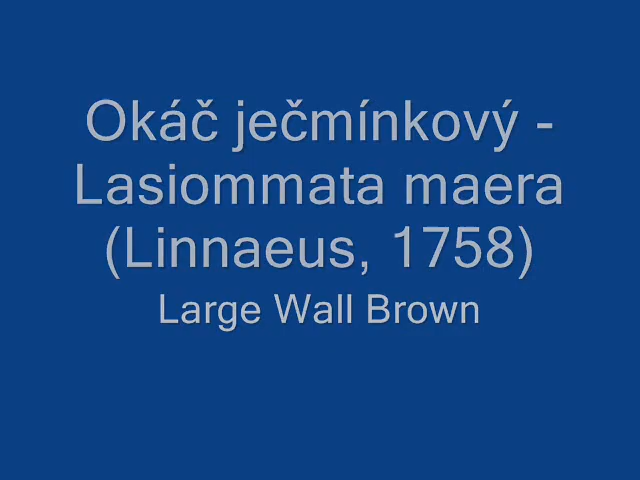 Okáč ječmínkový -
Lasiommata maera
(Linnaeus, 1758)
Large Wall Brown